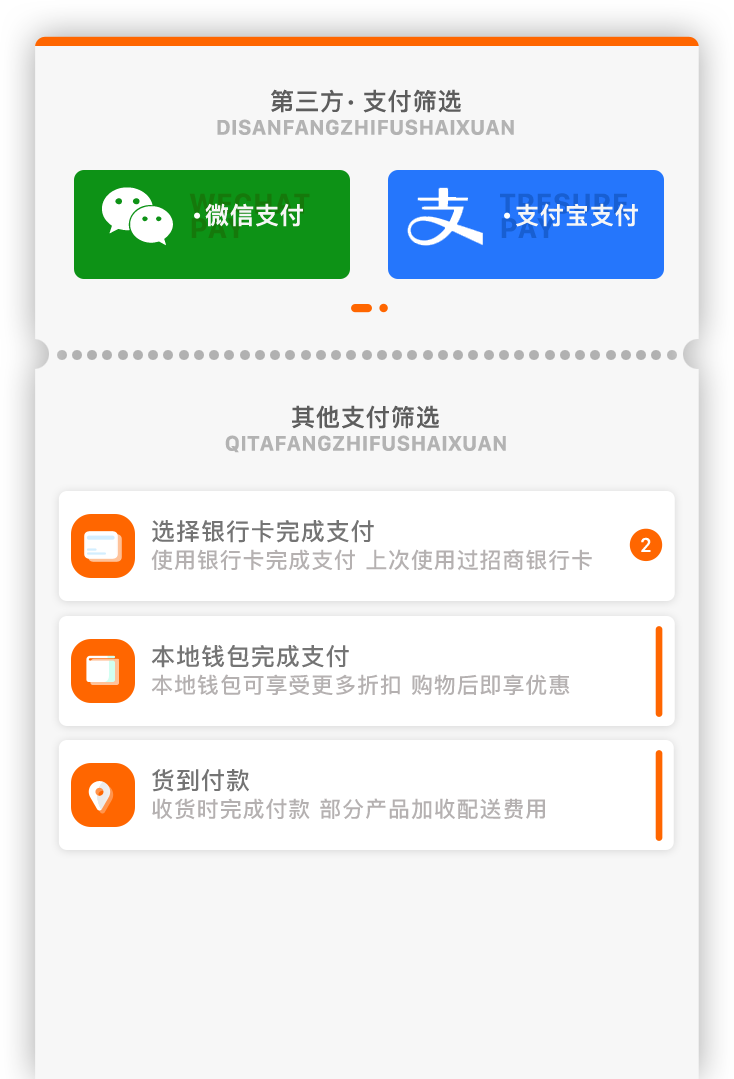 第三方· 支付筛选
DISANFANGZHIFUSHAIXUAN
WECHAT
·微信支付
PAY
TRESURE
·支付宝支付
PAY
其他支付筛选
QITAFANGZHIFUSHAIXUAN
选择银行卡完成支付
使用银行卡完成支付 上次使用过招商银行卡
2
本地钱包完成支付
本地钱包可享受更多折扣 购物后即享优惠
货到付款
收货时完成付款 部分产品加收配送费用